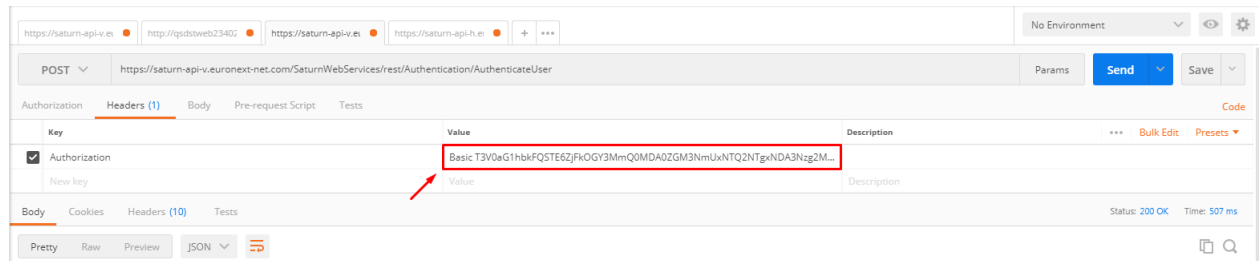 No Environment
https://saturn-api-v.eu http://qsdstweb23402 https://saturn-api-v.eu https://saturn-api-h.e + •••
POST https://saturn-api-v.euronext-net.com/SaturnWebServices/rest/Authentication/AuthenticateUser Params Send Save
Authorization Headers (1) Body Pre-request Script Tests Code
Key Value Description ••• Bulk Edit Presets
Authorization Basic T3V0aG1hbkFQSTE6ZjFkOGY3MmQ0MDA0ZGM3NmUxNTQ2NTgxNDA3Nzg2M...
New key Value Description
Body Cookies Headers (10) Tests Status: 200 OK Time: 507 ms
Pretty Raw Preview JSON